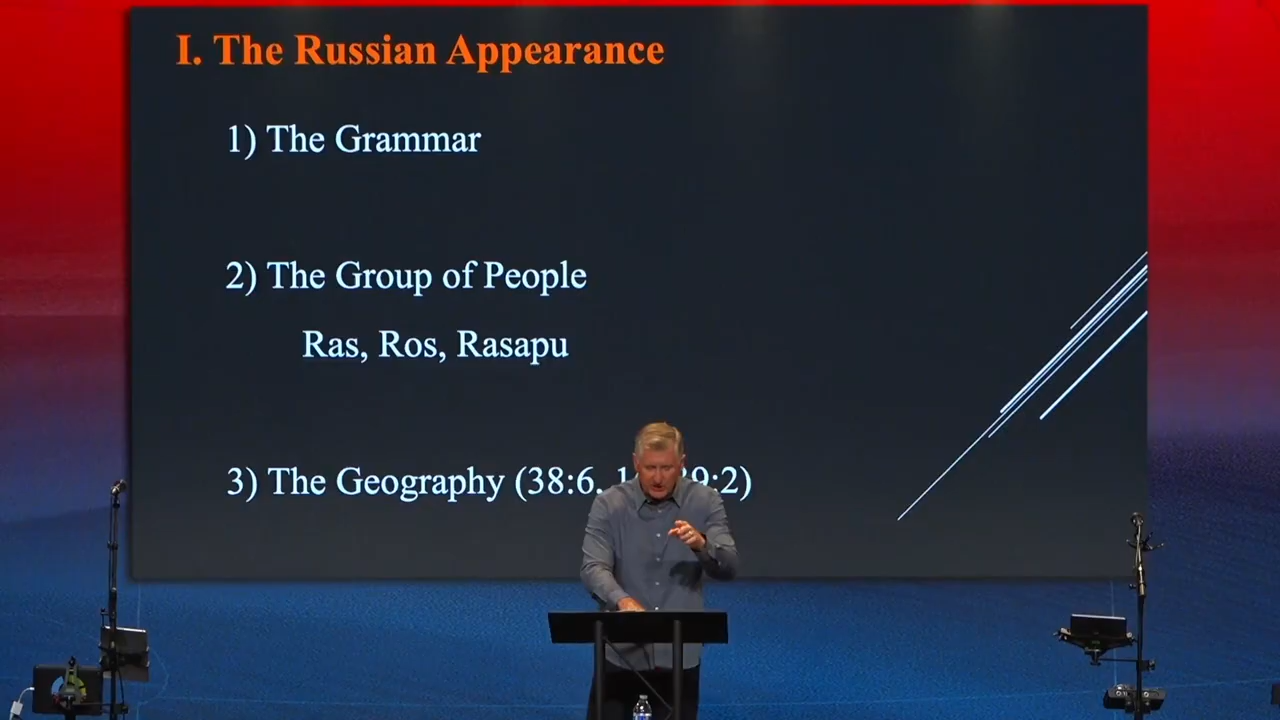 I. The Russian Appearance
1) The Grammar
2) The Group of People
Ras, Ros, Rasapu
3) The Geography (38:6, 9:2)